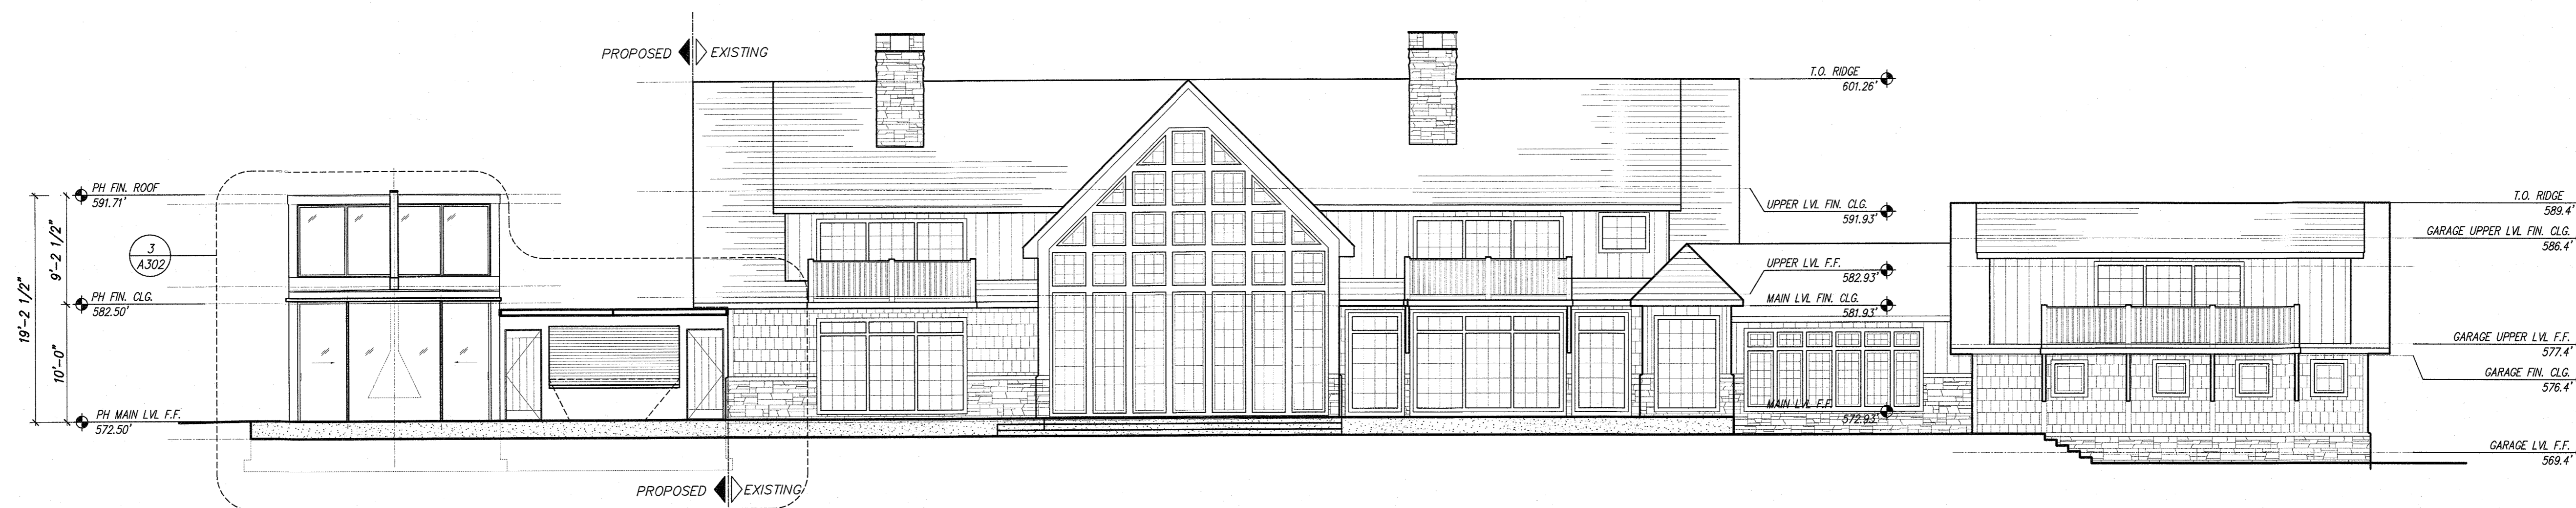 PROPOSED EXISTING
T.O. RIDGE
601.26'
PH FIN. ROOF
591.71'
3
A302
19'-2 1/2"
9'-2 1/2"
10'-0"
PH FIN. CLG.
582.50'
PH MAIN LVL F.F.
572.50'
UPPER LVL FIN. CLG.
591.93'
UPPER LVL F.F.
582.93'
MAIN LVL FIN. CLG.
581.93'
MAIN LVL F.F.
572.93'
T.O. RIDGE
589.4'
GARAGE UPPER LVL FIN. CLG.
586.4'
GARAGE UPPER LVL F.F.
577.4'
GARAGE FIN. CLG.
576.4'
GARAGE LVL F.F.
569.4'
PROPOSED EXISTING